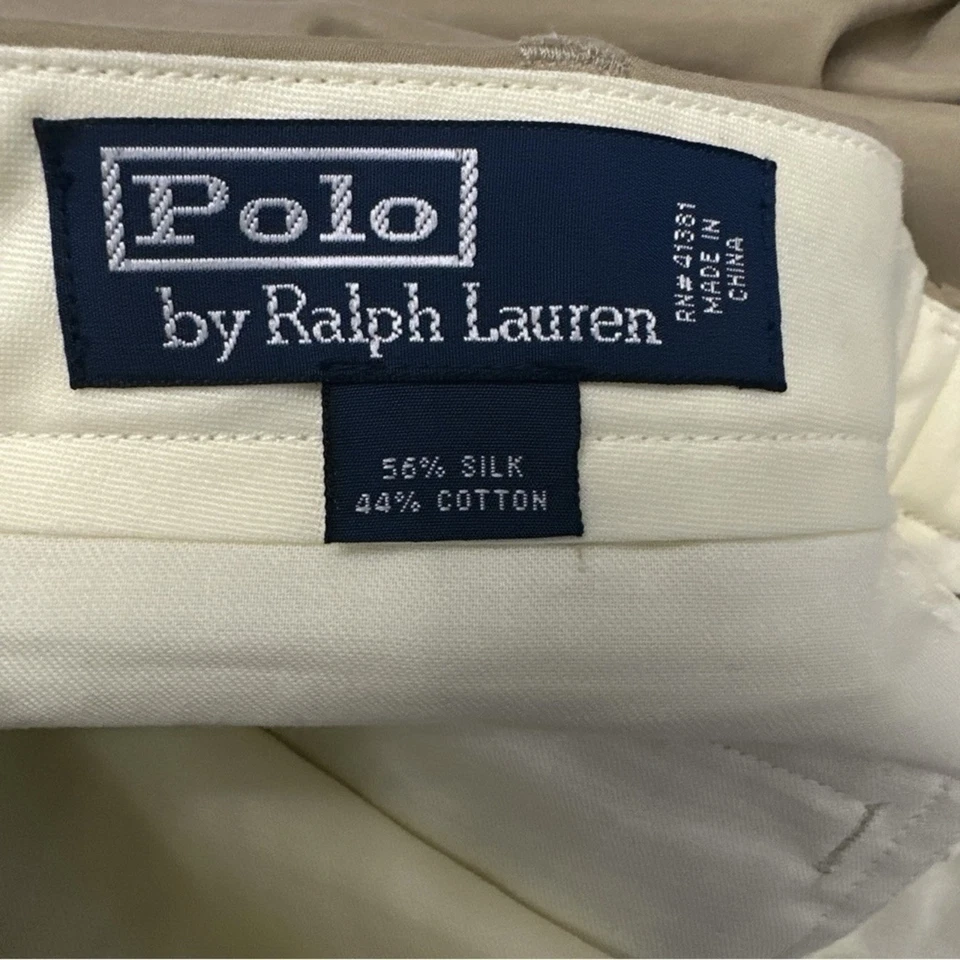 Polo
by Ralph Lauren
RN# 41381
MADE IN
CHINA
56% SILK
44% COTTON